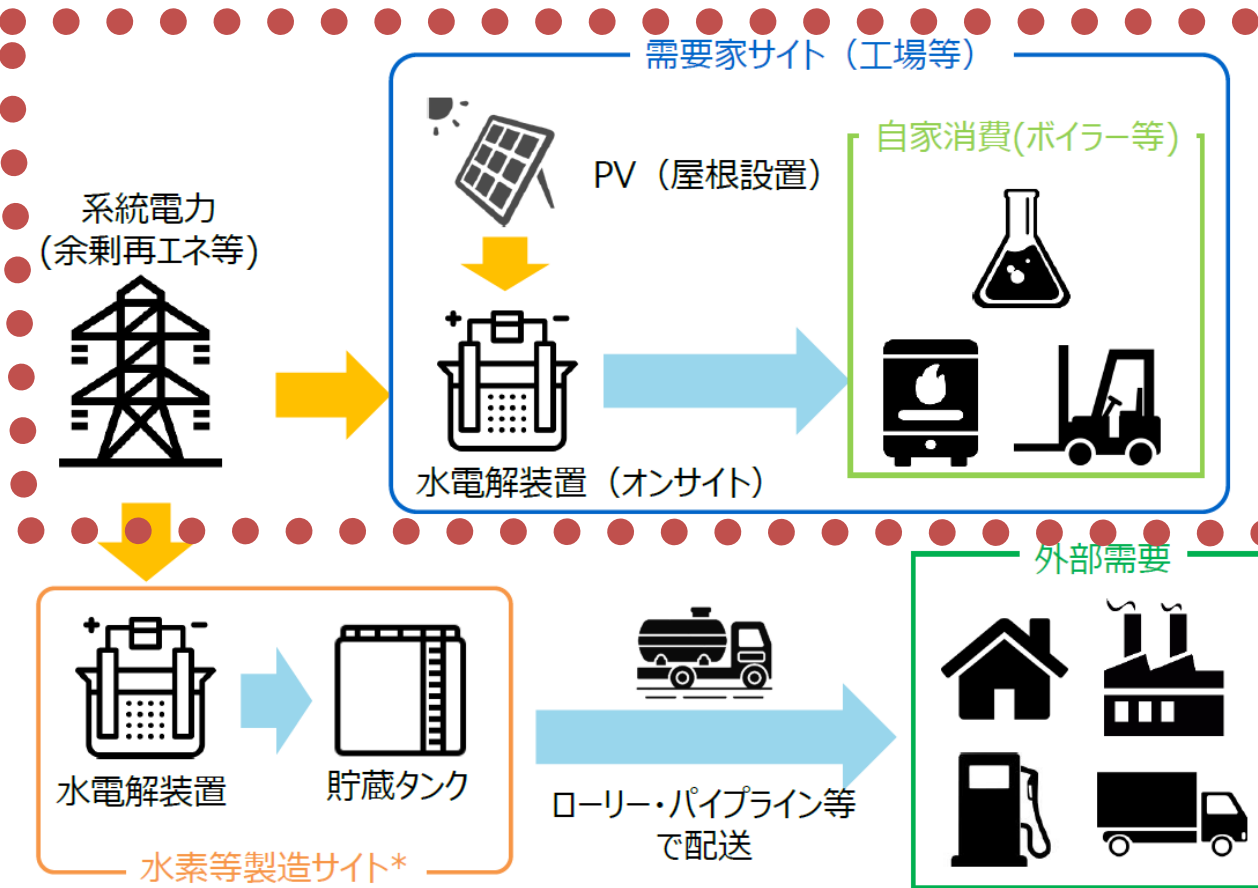 需要家サイト（工場等）
PV（屋根設置）
自家消費(ボイラー等)
系統電力
(余剰再エネ等)
水電解装置（オンサイト）
外部需要
水電解装置
貯蔵タンク
ローリー・パイプライン等
で配送
水素等製造サイト*